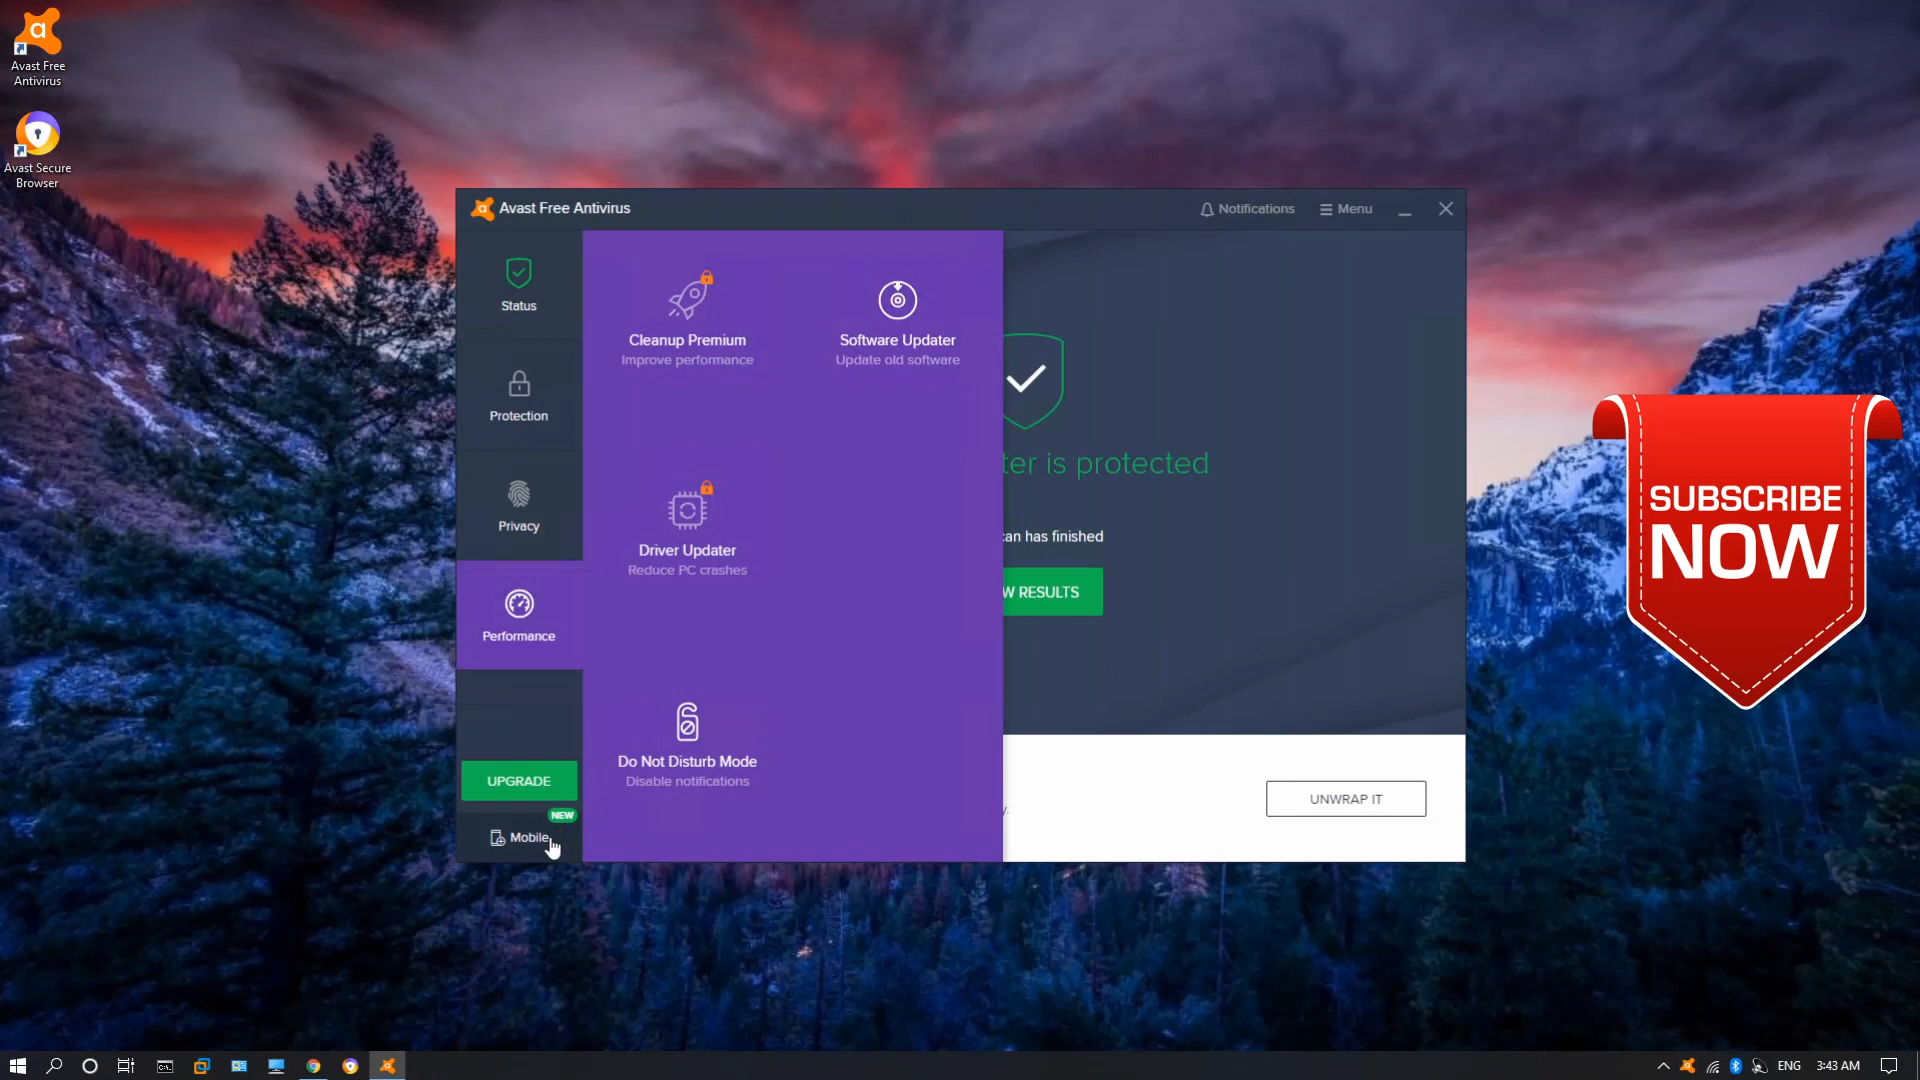 Avast Free
Antivirus
Avast Secure
Browser
Avast Free Antivirus
Notifications
Menu
Status
Protection
Privacy
Performance
UPGRADE
NEW
Mobile
Cleanup Premium
Improve performance
Software Updater
Update old software
Driver Updater
Reduce PC crashes
Do Not Disturb Mode
Disable notifications
ter is protected
can has finished
W RESULTS
y.
UNWRAP IT
SUBSCRIBE
NOW
ENG
3:43 AM